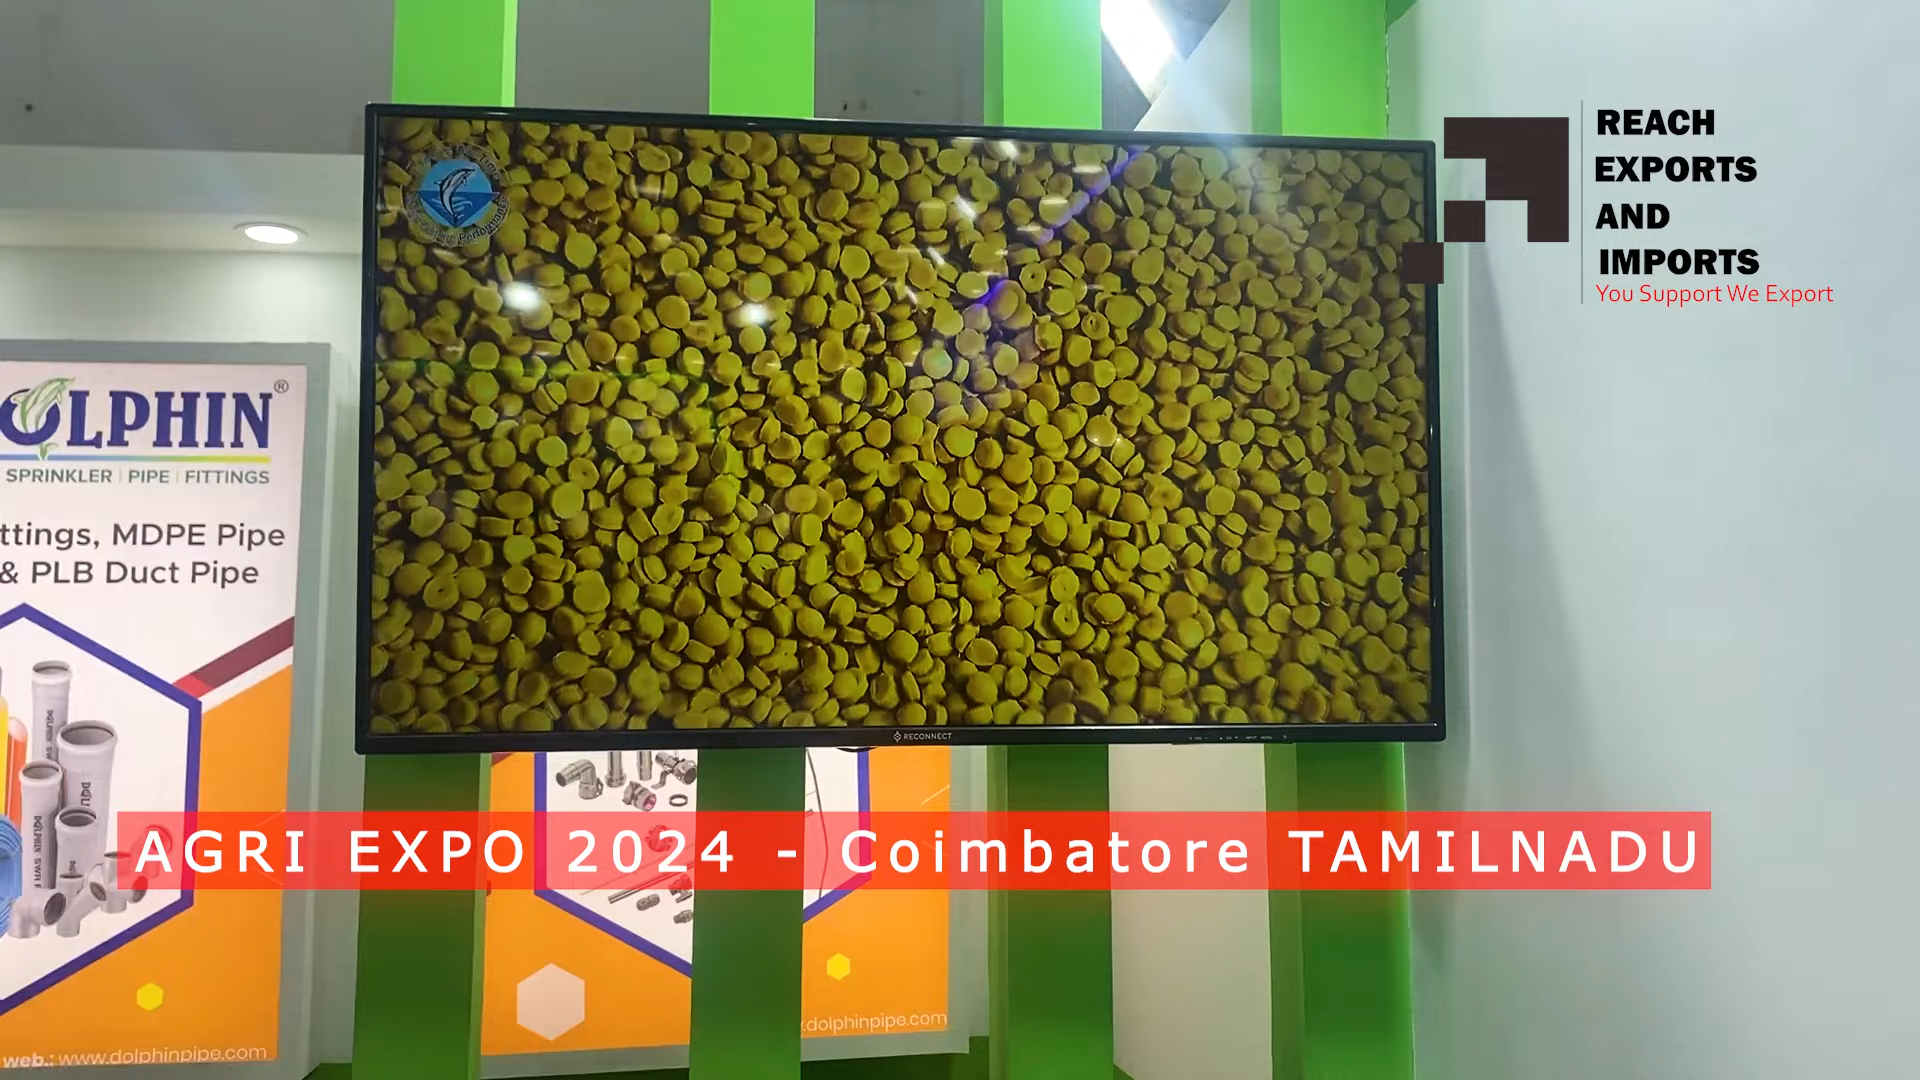 REACH
EXPORTS
AND
IMPORTS
You Support We Export
OLPHIN®
SPRINKLER | PIPE | FITTINGS
ttings, MDPE Pipe
& PLB Duct Pipe
RECONNECT
AGRI EXPO 2024 - Coimbatore TAMILNADU
.dolphinpipe.com
web.: www.dolphinpipe.com